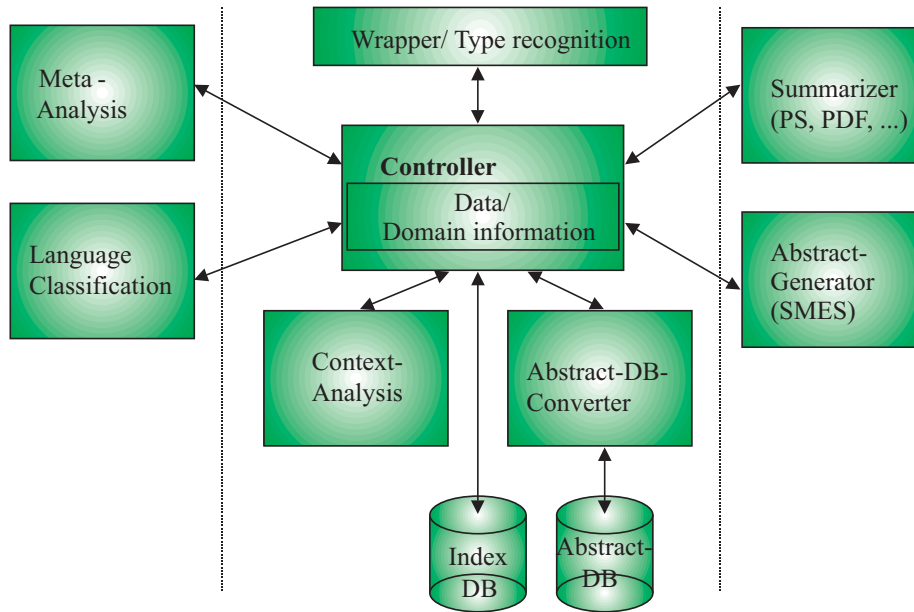 Wrapper/ Type recognition
Meta -
Analysis
Summarizer
(PS, PDF, ...)
Controller
Data/
Domain information
Language
Classification
Abstract-
Generator
(SMES)
Context-
Analysis
Abstract-DB-
Converter
Index
DB
Abstract-
DB